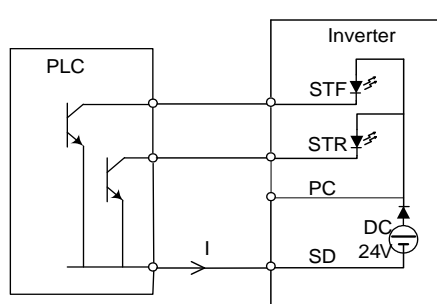 Inverter
PLC
STF
STR
PC
DC
24V
I
SD